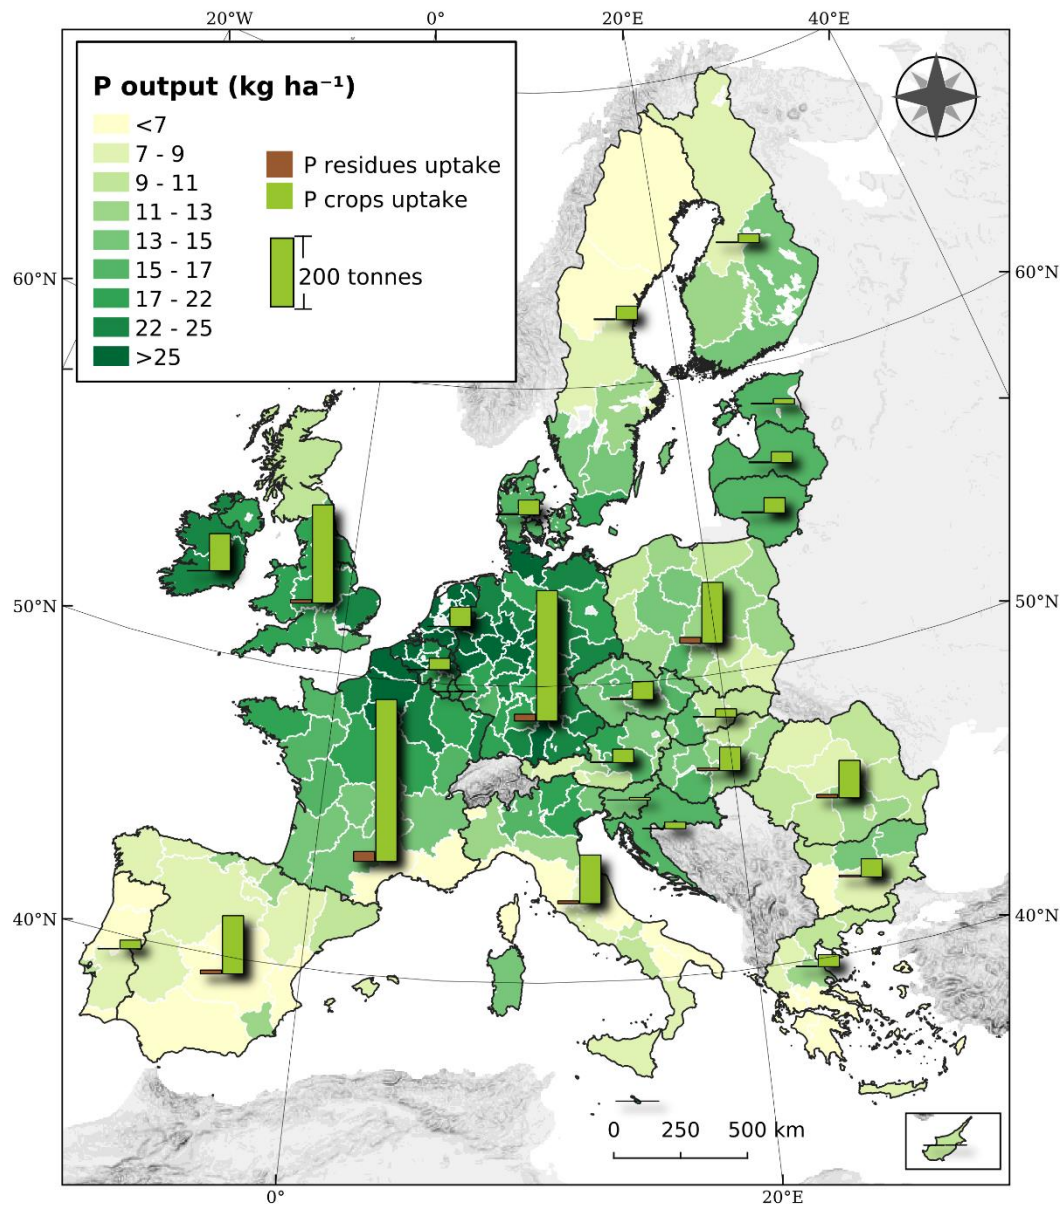 20°W 0° 20°E 40°E
P output (kg ha⁻¹)
<7
7 - 9
9 - 11
11 - 13
13 - 15
15 - 17
17 - 22
22 - 25
>25
P residues uptake
P crops uptake
200 tonnes
60°N
60°N
50°N
50°N
40°N
40°N
0 250 500 km
0° 20°E